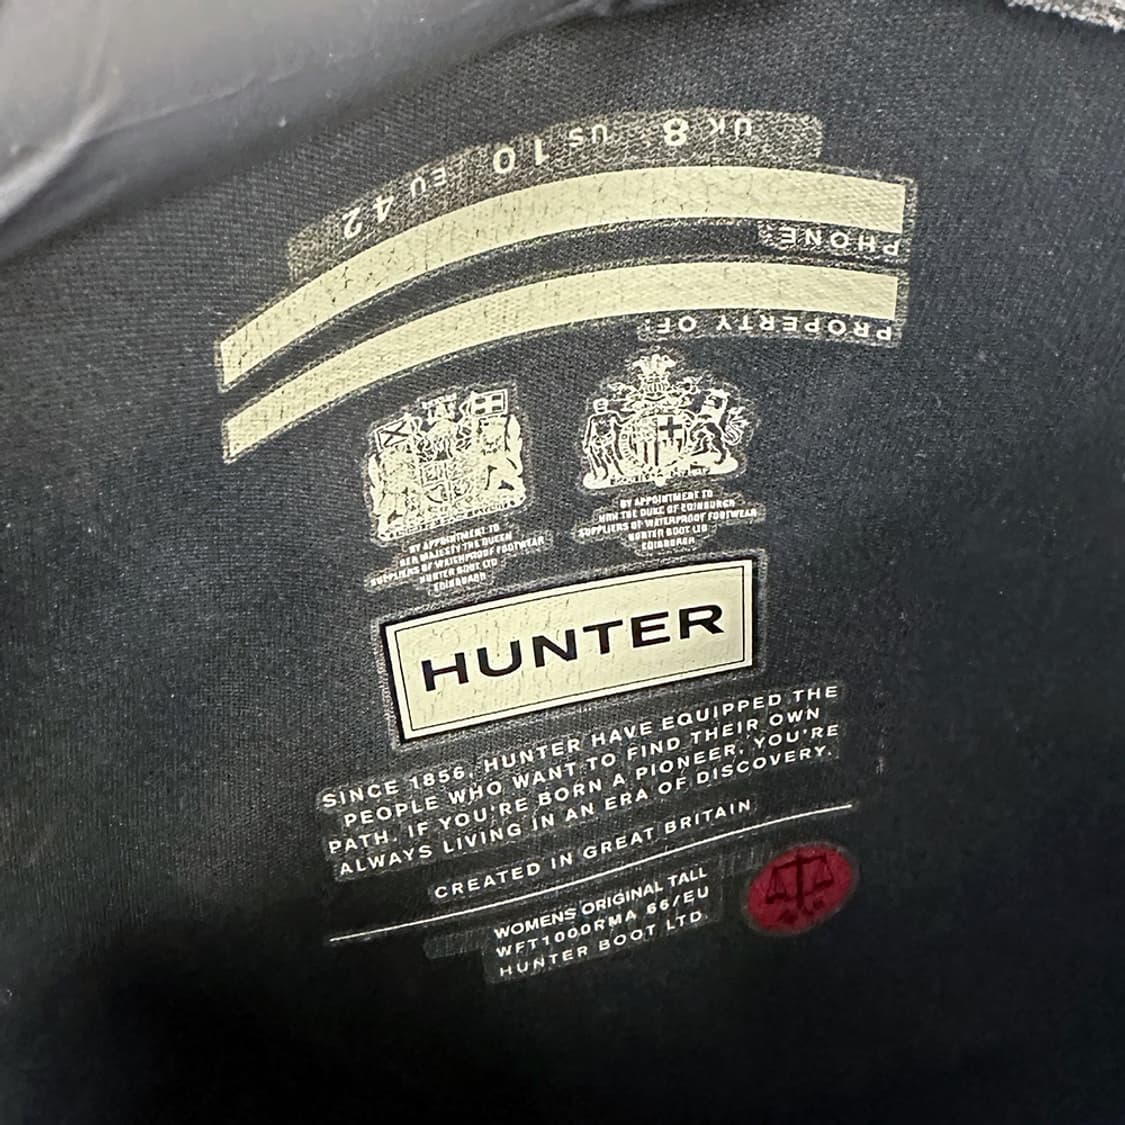 UK 8 US 10 EU 42
PHONE:
PROPERTY OF:
BY APPOINTMENT TO
HER MAJESTY THE QUEEN
SUPPLIERS OF WATERPROOF FOOTWEAR
HUNTER BOOT LTD
EDINBURGH
BY APPOINTMENT TO
HRH THE DUKE OF EDINBURGH
SUPPLIERS OF WATERPROOF FOOTWEAR
HUNTER BOOT LTD
EDINBURGH
HUNTER
SINCE 1856, HUNTER HAVE EQUIPPED THE
PEOPLE WHO WANT TO FIND THEIR OWN
PATH. IF YOU'RE BORN A PIONEER, YOU'RE
ALWAYS LIVING IN AN ERA OF DISCOVERY.
CREATED IN GREAT BRITAIN
WOMENS ORIGINAL TALL
WFT1000RMA 66/EU
HUNTER BOOT LTD